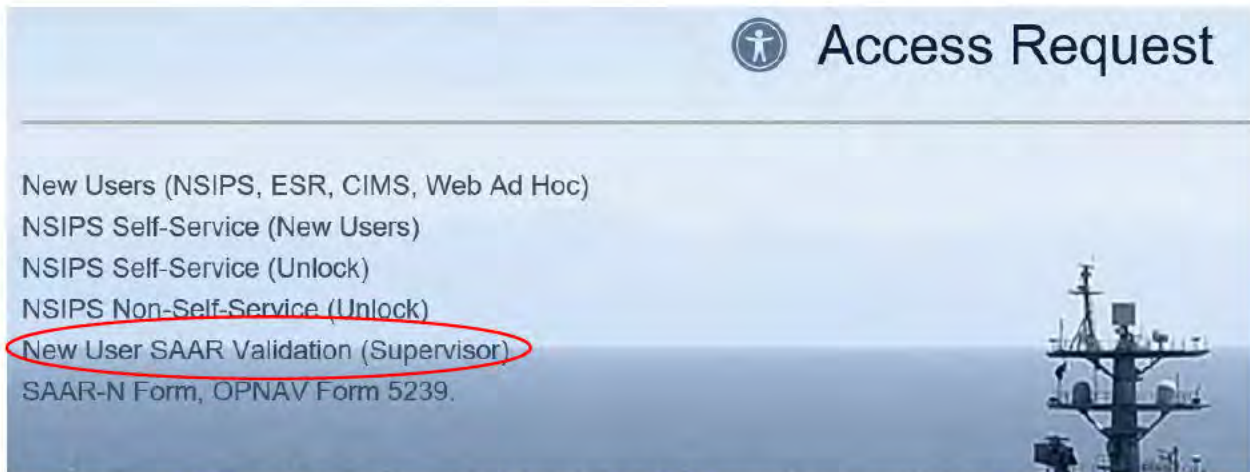 Access Request
New Users (NSIPS, ESR, CIMS, Web Ad Hoc)
NSIPS Self-Service (New Users)
NSIPS Self-Service (Unlock)
NSIPS Non-Self-Service (Unlock)
New User SAAR Validation (Supervisor)
SAAR-N Form, OPNAV Form 5239.